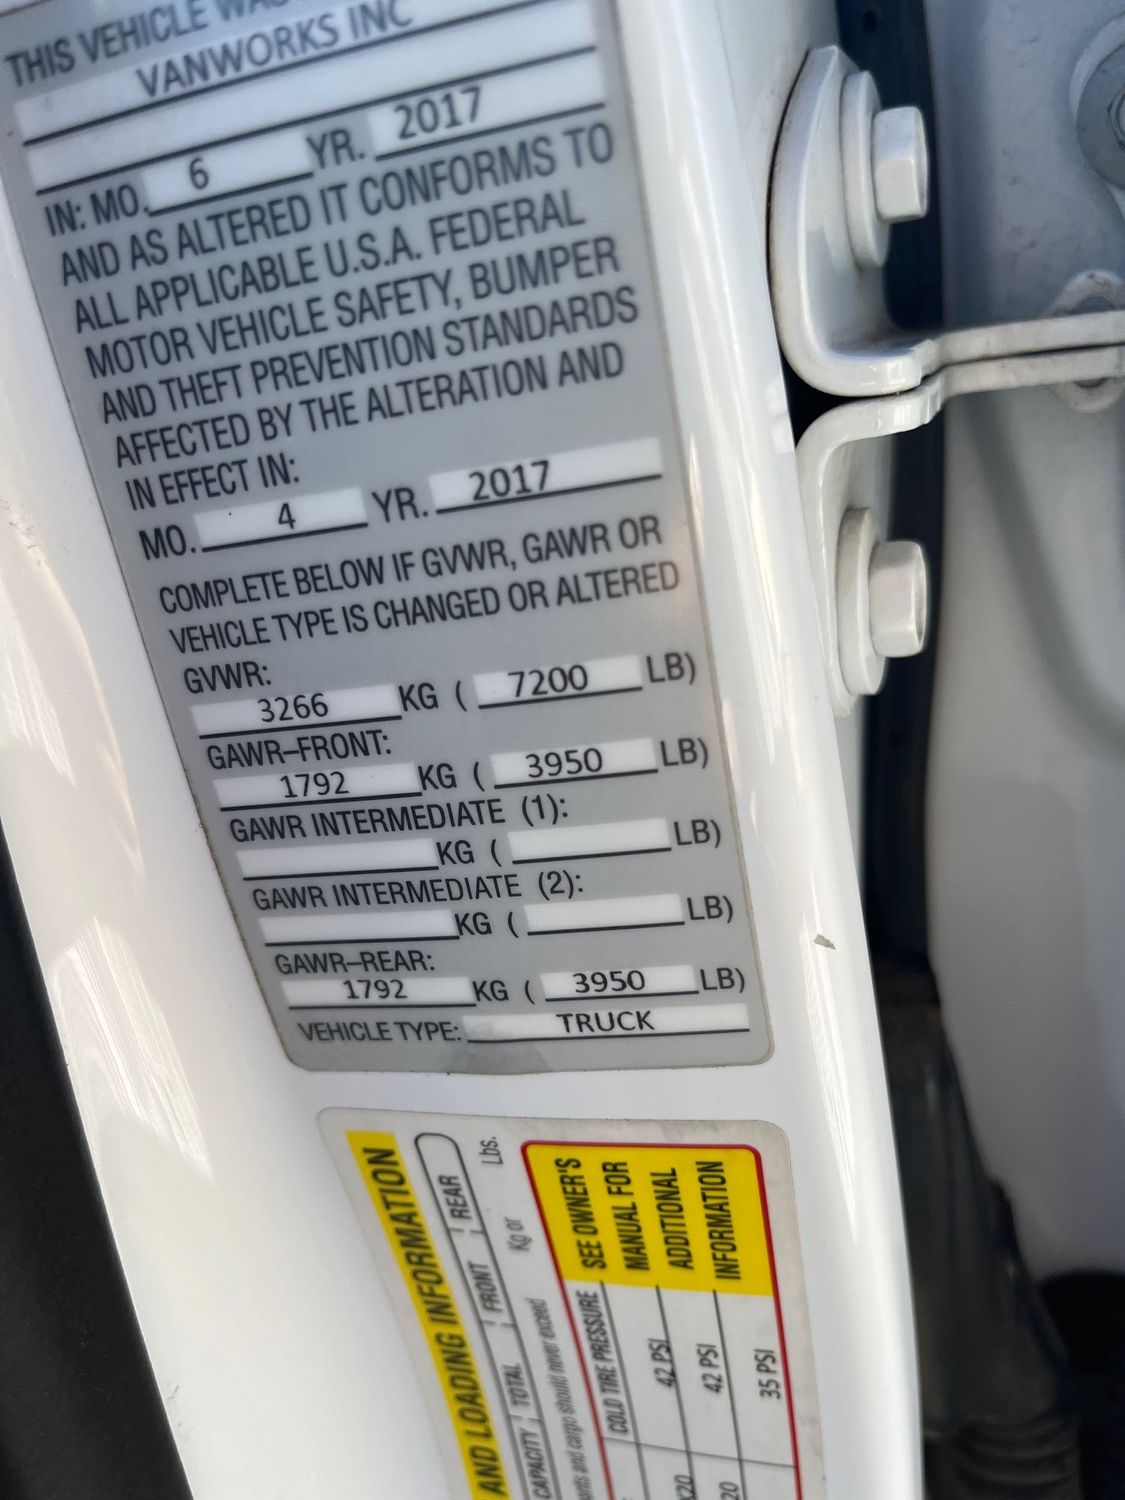 THIS VEHICLE WAS
VANWORKS INC
IN: MO. 6 YR. 2017
AND AS ALTERED IT CONFORMS TO
ALL APPLICABLE U.S.A. FEDERAL
MOTOR VEHICLE SAFETY, BUMPER
AND THEFT PREVENTION STANDARDS
AFFECTED BY THE ALTERATION AND
IN EFFECT IN:
MO. 4 YR. 2017
COMPLETE BELOW IF GVWR, GAWR OR
VEHICLE TYPE IS CHANGED OR ALTERED
GVWR:
3266 KG ( 7200 LB)
GAWR–FRONT:
1792 KG ( 3950 LB)
GAWR INTERMEDIATE (1):
KG ( LB)
GAWR INTERMEDIATE (2):
KG ( LB)
GAWR–REAR:
1792 KG ( 3950 LB)
VEHICLE TYPE: TRUCK
AND LOADING INFORMATION
CAPACITY TOTAL FRONT REAR
and cargo should never exceed Kg or Lbs.
COLD TIRE PRESSURE
42 PSI
42 PSI
35 PSI
SEE OWNER'S
MANUAL FOR
ADDITIONAL
INFORMATION